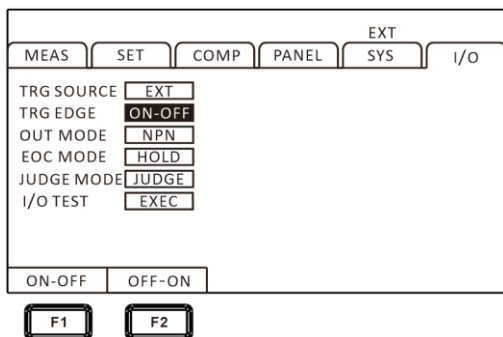 EXT
MEAS SET COMP PANEL SYS I/O
TRG SOURCE EXT
TRG EDGE ON-OFF
OUT MODE NPN
EOC MODE HOLD
JUDGE MODE JUDGE
I/O TEST EXEC
ON-OFF OFF-ON
F1 F2